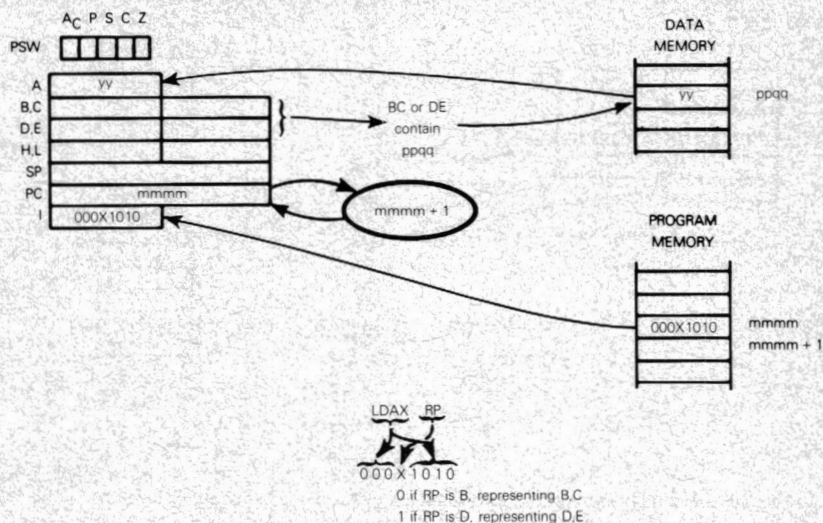 AC P S C Z
PSW
DATA
MEMORY
A
yy
yy
ppqq
B,C
D,E
H,L
SP
PC
I
BC or DE
contain
ppqq
mmmm
mmmm + 1
000X1010
PROGRAM
MEMORY
000X1010
mmmm
mmmm + 1
LDAX RP
000X1010
0 if RP is B, representing B,C
1 if RP is D, representing D,E